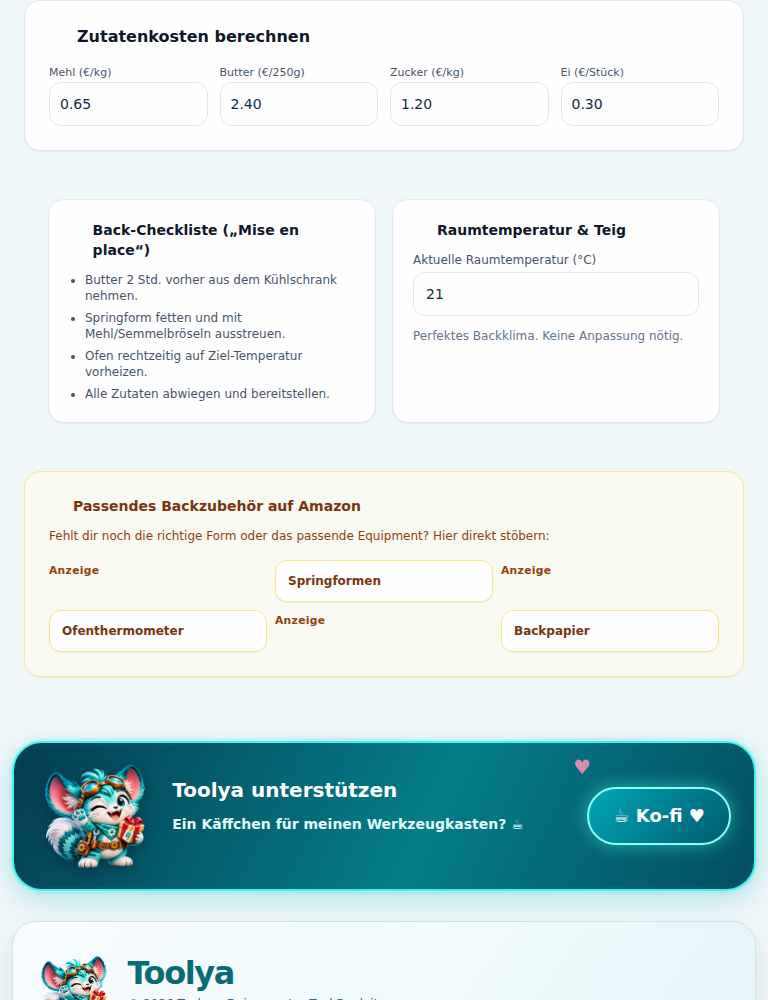 Zutatenkosten berechnen
Mehl (€/kg)
Butter (€/250g)
Zucker (€/kg)
Ei (€/Stück)
0.65
2.40
1.20
0.30
Back-Checkliste („Mise en
place“)
Butter 2 Std. vorher aus dem Kühlschrank
nehmen.
Springform fetten und mit
Mehl/Semmelbröseln ausstreuen.
Ofen rechtzeitig auf Ziel-Temperatur
vorheizen.
Alle Zutaten abwiegen und bereitstellen.
Raumtemperatur & Teig
Aktuelle Raumtemperatur (°C)
21
Perfektes Backklima. Keine Anpassung nötig.
Passendes Backzubehör auf Amazon
Fehlt dir noch die richtige Form oder das passende Equipment? Hier direkt stöbern:
Anzeige
Springformen
Anzeige
Ofenthermometer
Anzeige
Backpapier
Toolya unterstützen
Ein Käffchen für meinen Werkzeugkasten? ☕
☕ Ko-fi ♥
Toolya